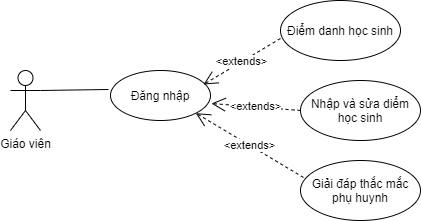 Điểm danh học sinh
<extends>
Đăng nhập
<extends>
Nhập và sửa diểm
học sinh
Giáo viên
<extends>
Giải đáp thắc mắc
phụ huynh